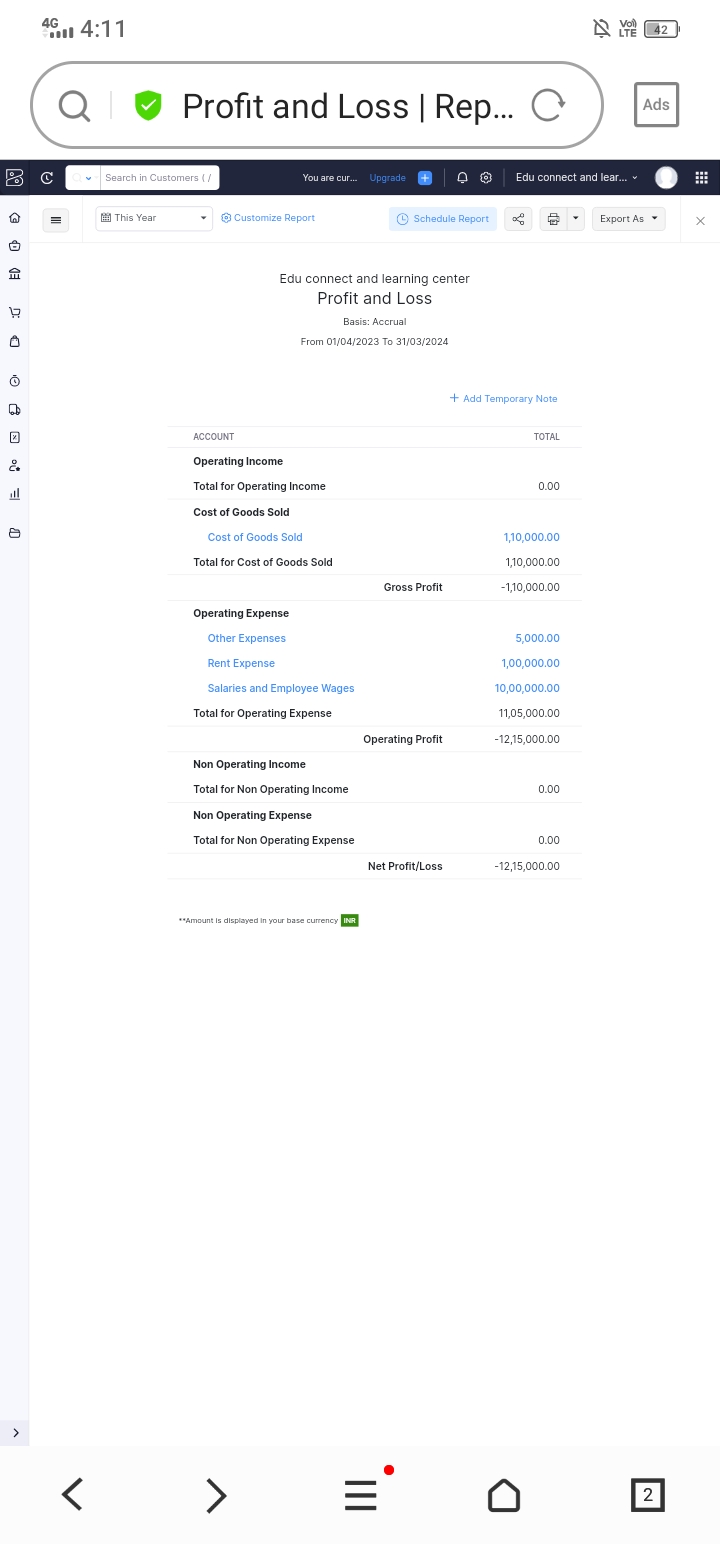 4G 4:11 Vo) LTE 42
Profit and Loss | Rep... Ads
Search in Customers ( / You are cur... Upgrade Edu connect and lear...
This Year Customize Report Schedule Report Export As
Edu connect and learning center
Profit and Loss
Basis: Accrual
From 01/04/2023 To 31/03/2024
+ Add Temporary Note
ACCOUNT TOTAL
Operating Income
Total for Operating Income 0.00
Cost of Goods Sold
Cost of Goods Sold 1,10,000.00
Total for Cost of Goods Sold 1,10,000.00
Gross Profit -1,10,000.00
Operating Expense
Other Expenses 5,000.00
Rent Expense 1,00,000.00
Salaries and Employee Wages 10,00,000.00
Total for Operating Expense 11,05,000.00
Operating Profit -12,15,000.00
Non Operating Income
Total for Non Operating Income 0.00
Non Operating Expense
Total for Non Operating Expense 0.00
Net Profit/Loss -12,15,000.00
**Amount is displayed in your base currency INR
2